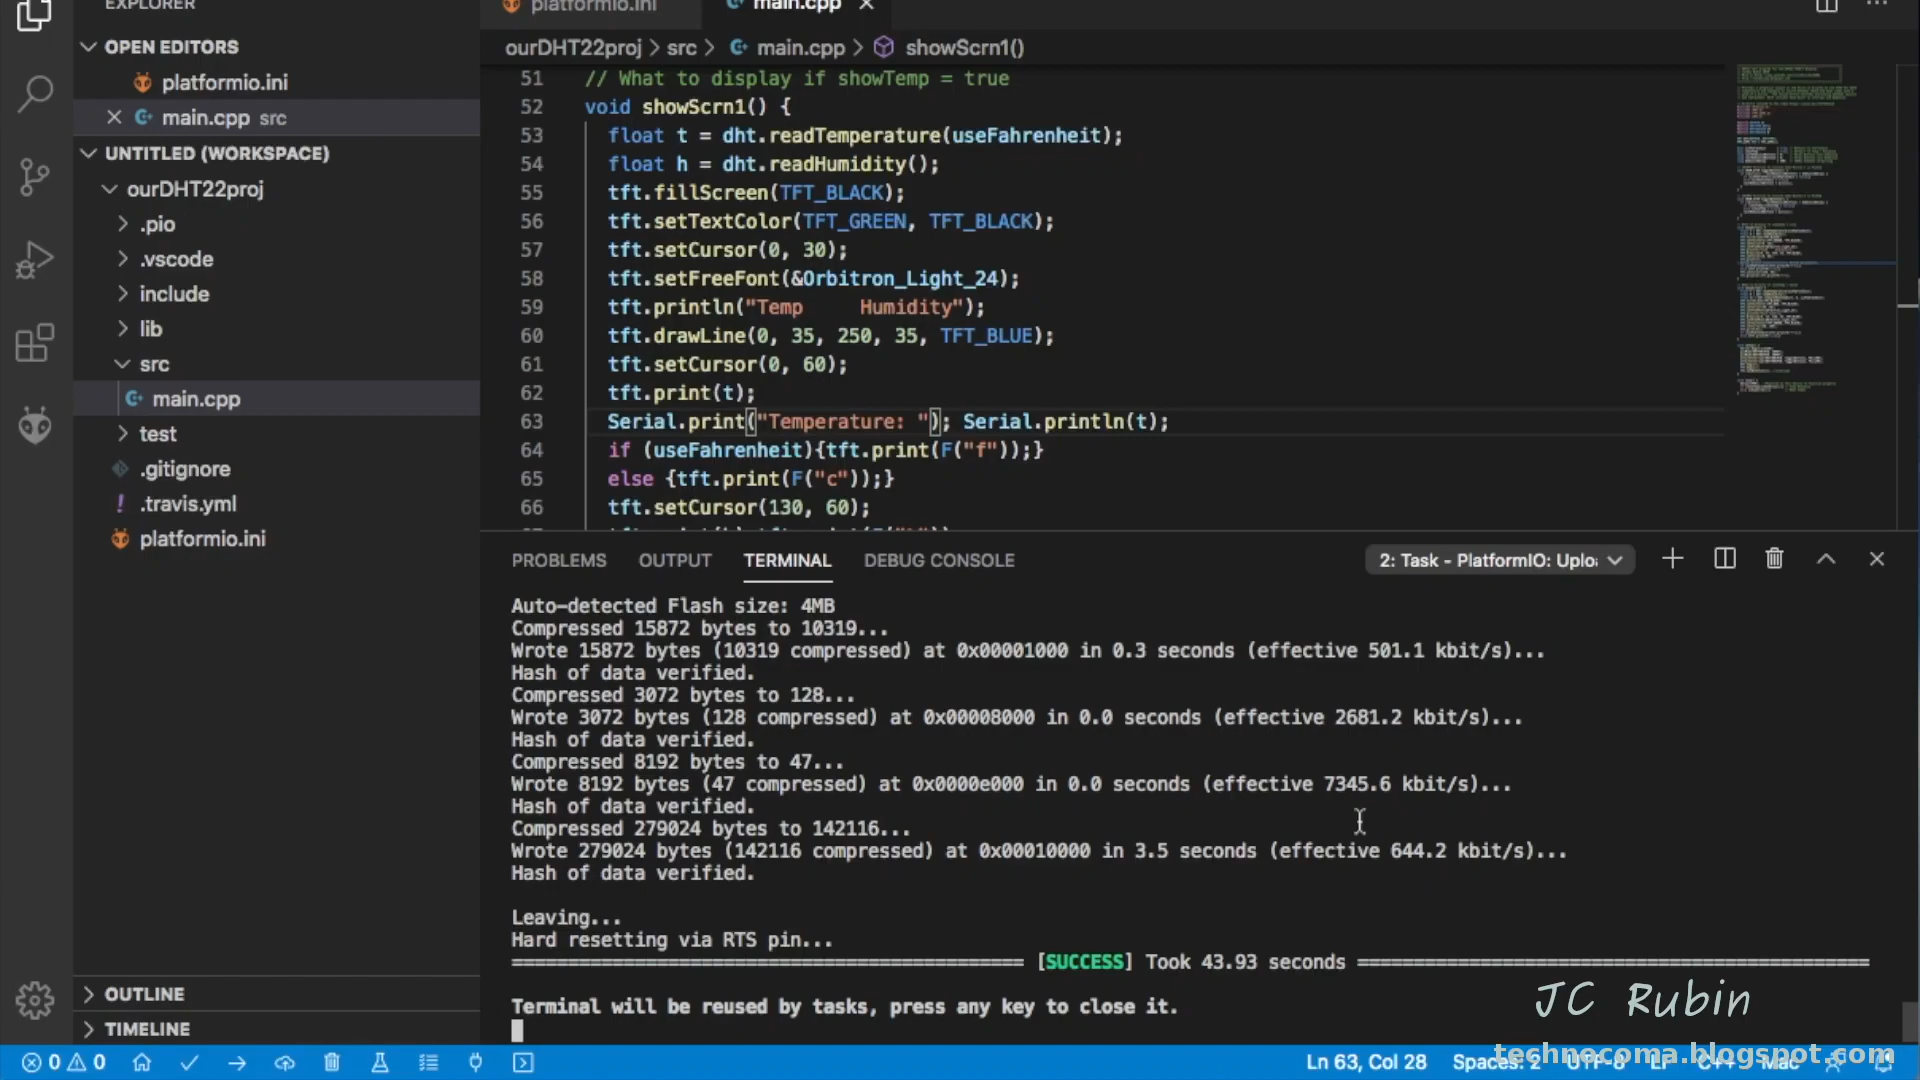 EXPLORER
OPEN EDITORS
platformio.ini
main.cpp src
UNTITLED (WORKSPACE)
ourDHT22proj
.pio
.vscode
include
lib
src
main.cpp
test
.gitignore
.travis.yml
platformio.ini
OUTLINE
TIMELINE
platformio.ini main.cpp
ourDHT22proj > src > main.cpp > showScrn1()
51 // What to display if showTemp = true
52 void showScrn1() {
53 float t = dht.readTemperature(useFahrenheit);
54 float h = dht.readHumidity();
55 tft.fillScreen(TFT_BLACK);
56 tft.setTextColor(TFT_GREEN, TFT_BLACK);
57 tft.setCursor(0, 30);
58 tft.setFreeFont(&Orbitron_Light_24);
59 tft.println("Temp     Humidity");
60 tft.drawLine(0, 35, 250, 35, TFT_BLUE);
61 tft.setCursor(0, 60);
62 tft.print(t);
63 Serial.print("Temperature: "); Serial.println(t);
64 if (useFahrenheit){tft.print(F("f"));}
65 else {tft.print(F("c"));}
66 tft.setCursor(130, 60);
PROBLEMS OUTPUT TERMINAL DEBUG CONSOLE 2: Task - PlatformIO: Uplo
Auto-detected Flash size: 4MB
Compressed 15872 bytes to 10319...
Wrote 15872 bytes (10319 compressed) at 0x00001000 in 0.3 seconds (effective 501.1 kbit/s)...
Hash of data verified.
Compressed 3072 bytes to 128...
Wrote 3072 bytes (128 compressed) at 0x00008000 in 0.0 seconds (effective 2681.2 kbit/s)...
Hash of data verified.
Compressed 8192 bytes to 47...
Wrote 8192 bytes (47 compressed) at 0x0000e000 in 0.0 seconds (effective 7345.6 kbit/s)...
Hash of data verified.
Compressed 279024 bytes to 142116...
Wrote 279024 bytes (142116 compressed) at 0x00010000 in 3.5 seconds (effective 644.2 kbit/s)...
Hash of data verified.
Leaving...
Hard resetting via RTS pin...
[SUCCESS] Took 43.93 seconds
Terminal will be reused by tasks, press any key to close it.
JC Rubin
technecoma.blogspot.com
0 0 Ln 63, Col 28 Spaces: 2 UTF-8 LF C++ Mac